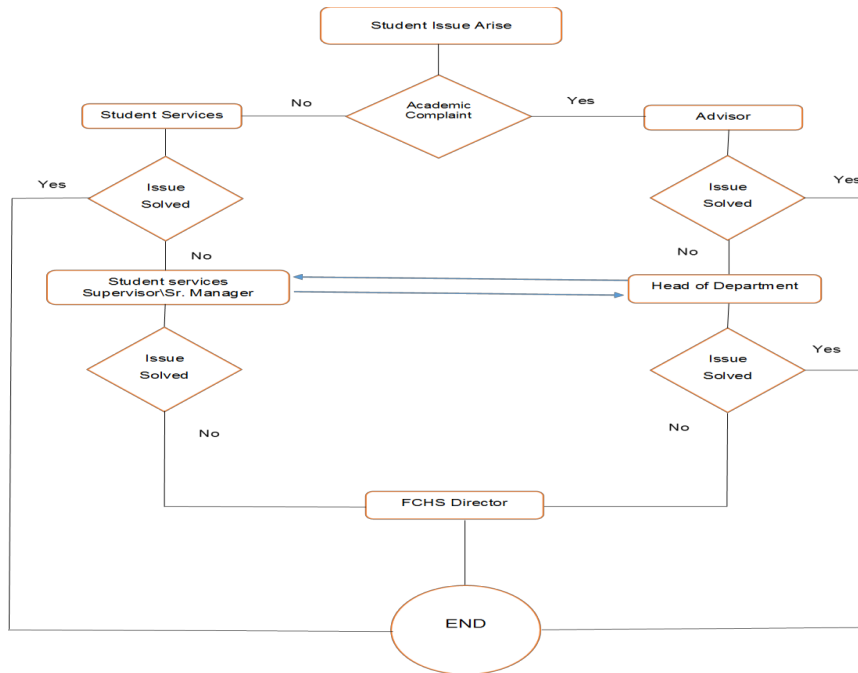 Student Issue Arise
No
Academic
Complaint
Yes
Student Services
Advisor
Yes
Issue
Solved
Issue
Solved
Yes
No
No
Student services
Supervisor\Sr. Manager
Head of Department
Issue
Solved
Issue
Solved
Yes
No
No
FCHS Director
END